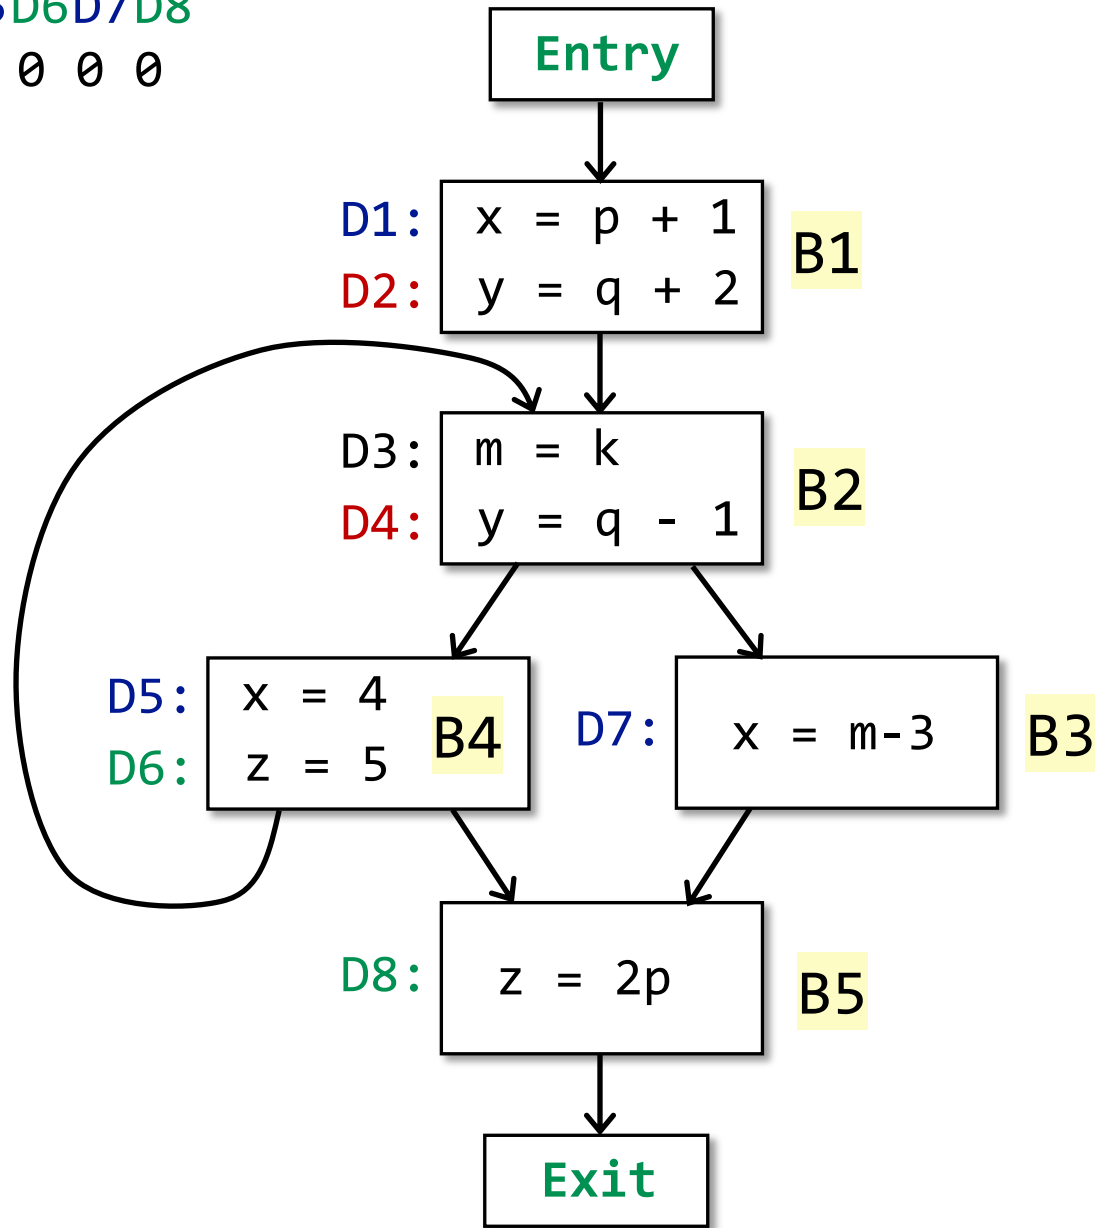 D6D7D8
0 0 0
Entry
D1: x = p + 1
D2: y = q + 2
B1
D3: m = k
D4: y = q - 1
B2
D5: x = 4
D6: z = 5
B4
D7: x = m-3
B3
D8: z = 2p
B5
Exit